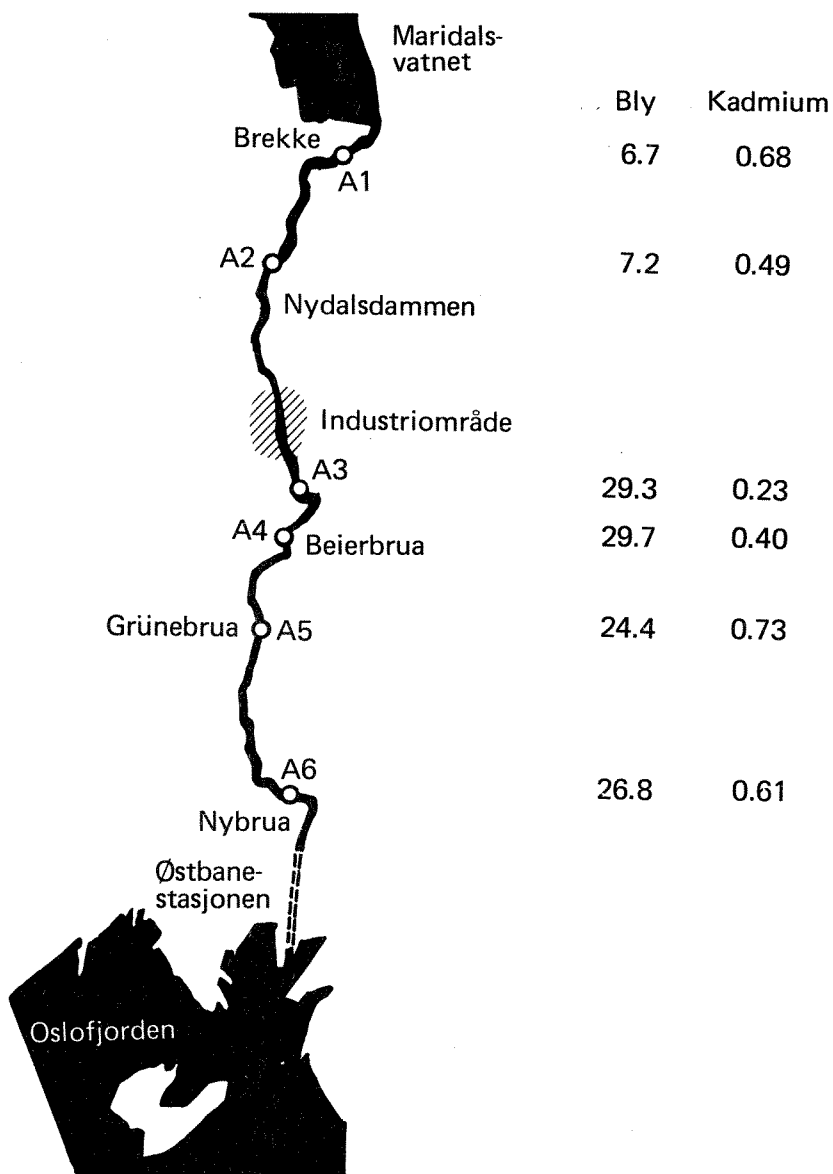 Maridals-
vatnet
Bly Kadmium
Brekke
6.7 0.68
A1
A2
7.2 0.49
Nydalsdammen
Industriområde
A3
29.3 0.23
A4
Beierbrua
29.7 0.40
Grünebrua
A5
24.4 0.73
A6
26.8 0.61
Nybrua
Østbane-
stasjonen
Oslofjorden